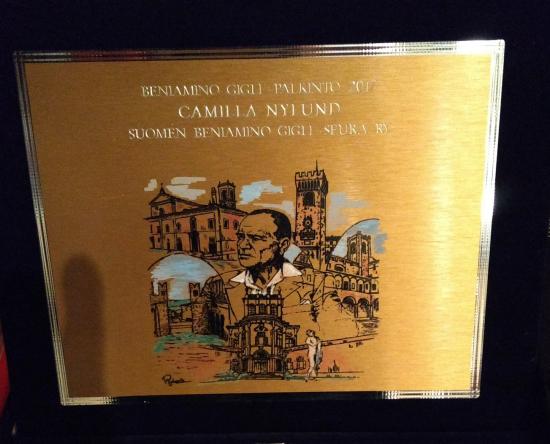 BENIAMINO GIGLI -PALKINTO 2017
CAMILLA NYLUND
SUOMEN BENIAMINO GIGLI -SEURA RY